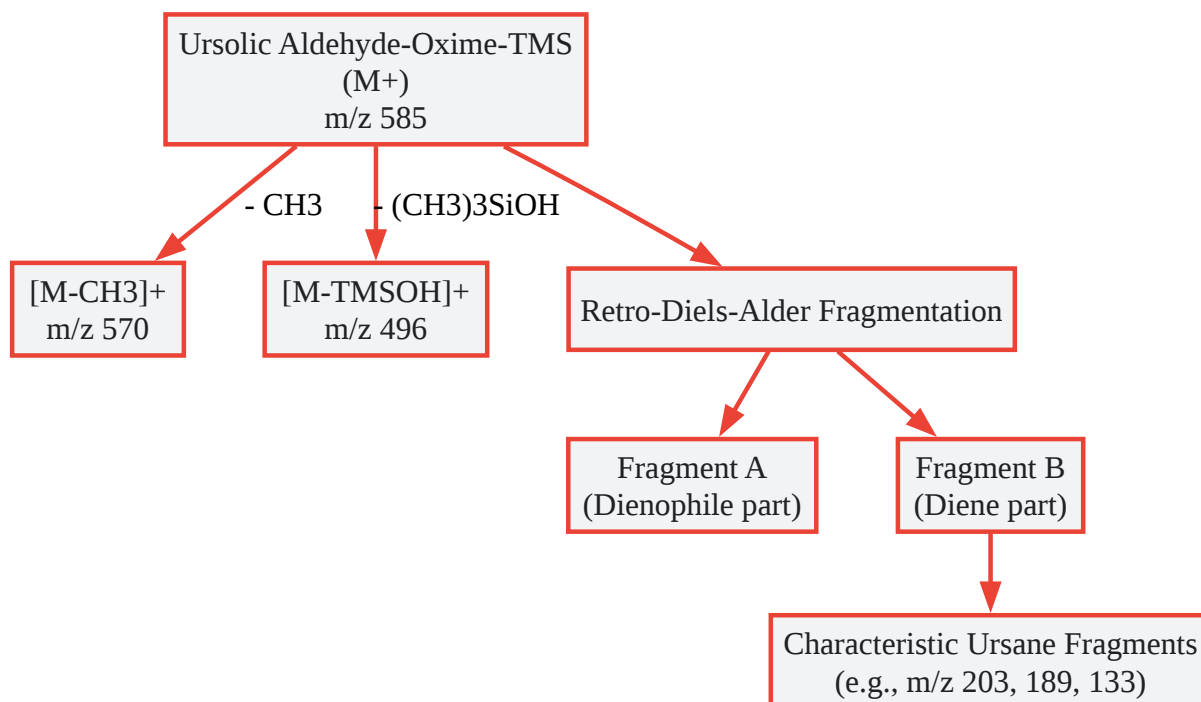 Ursolic Aldehyde-Oxime-TMS
(M+)
m/z 585
- CH3
- (CH3)3SiOH
[M-CH3]+
m/z 570
[M-TMSOH]+
m/z 496
Retro-Diels-Alder Fragmentation
Fragment A
(Dienophile part)
Fragment B
(Diene part)
Characteristic Ursane Fragments
(e.g., m/z 203, 189, 133)